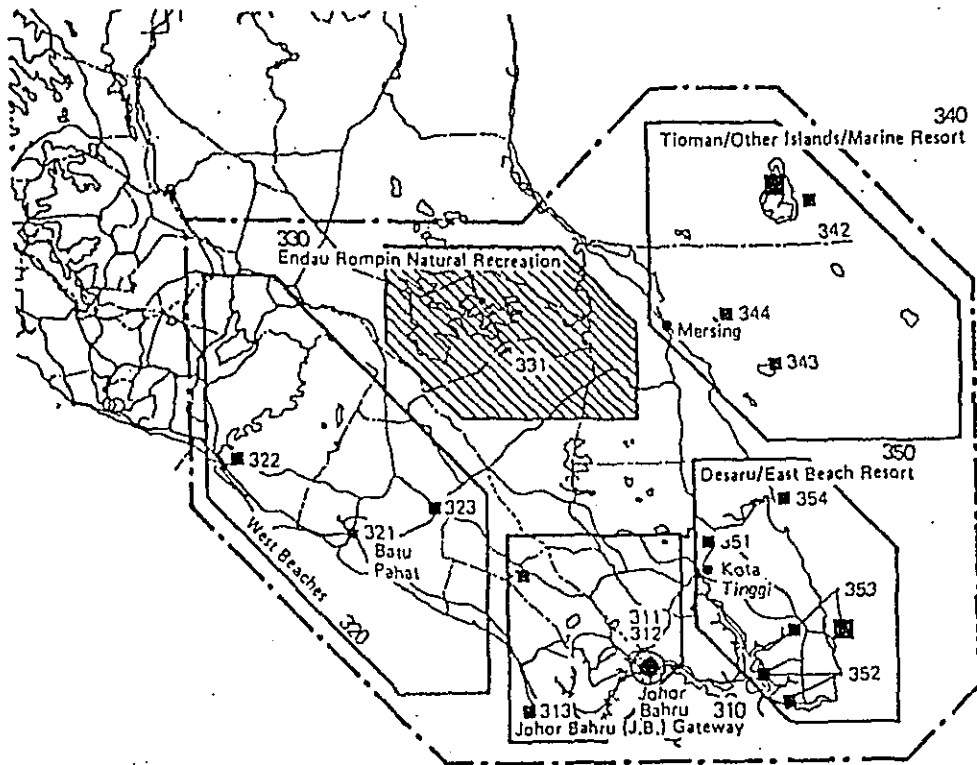 340
Tioman/Other Islands/Marine Resort
342
330
Endau Rompin Natural Recreation
344
Mersing
343
331
350
Desaru/East Beach Resort
354
322
323
321
Batu
Pahat
351
Kota
Tinggi
West Beaches
320
353
311
312
352
Johor
Bahru
310
313
Johor Bahru (J.B.) Gateway